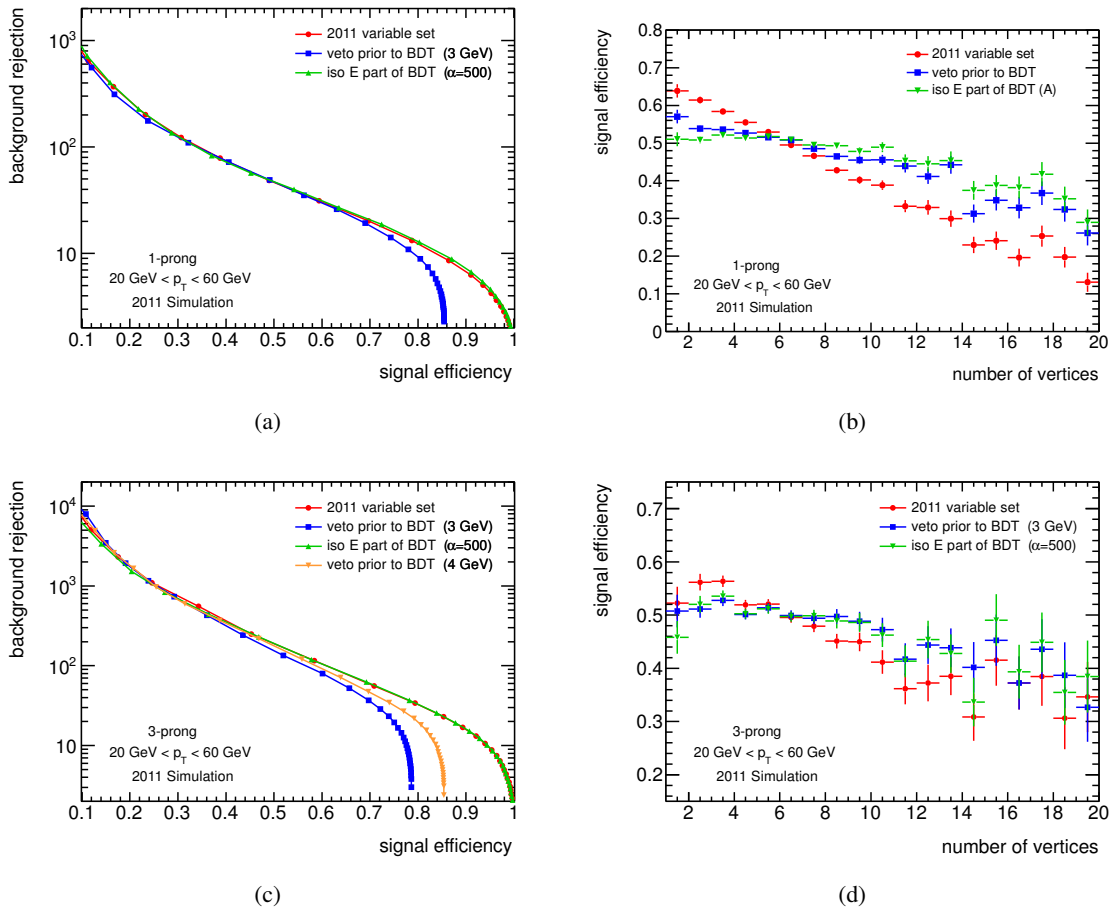 background rejection
10³
10²
10
2011 variable set
veto prior to BDT (3 GeV)
iso E part of BDT (α=500)
1-prong
20 GeV < p_T < 60 GeV
2011 Simulation
0.1 0.2 0.3 0.4 0.5 0.6 0.7 0.8 0.9 1
signal efficiency
(a)
signal efficiency
0.8
0.7
0.6
0.5
0.4
0.3
0.2
0.1
0
2011 variable set
veto prior to BDT
iso E part of BDT (A)
1-prong
20 GeV < p_T < 60 GeV
2011 Simulation
2 4 6 8 10 12 14 16 18 20
number of vertices
(b)
background rejection
10⁴
10³
10²
10
2011 variable set
veto prior to BDT (3 GeV)
iso E part of BDT (α=500)
veto prior to BDT (4 GeV)
3-prong
20 GeV < p_T < 60 GeV
2011 Simulation
0.1 0.2 0.3 0.4 0.5 0.6 0.7 0.8 0.9 1
signal efficiency
(c)
signal efficiency
0.7
0.6
0.5
0.4
0.3
0.2
2011 variable set
veto prior to BDT (3 GeV)
iso E part of BDT (α=500)
3-prong
20 GeV < p_T < 60 GeV
2011 Simulation
2 4 6 8 10 12 14 16 18 20
number of vertices
(d)